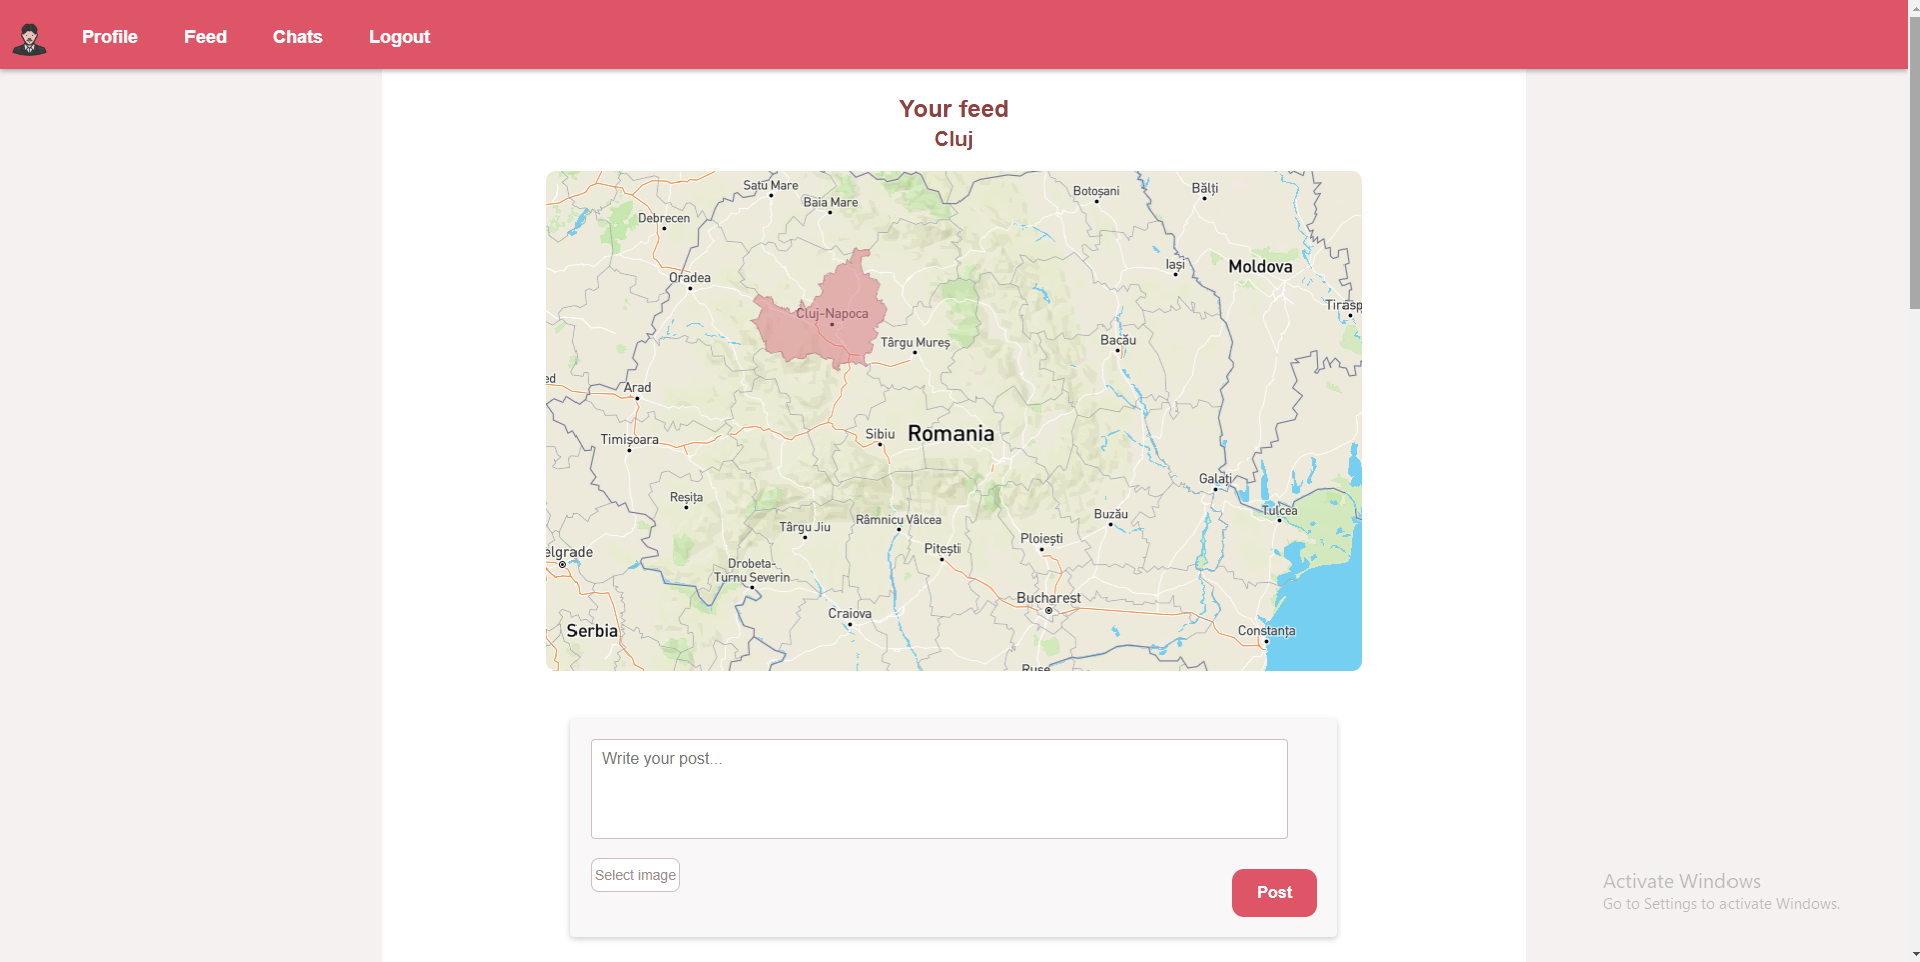 Profile Feed Chats Logout
Your feed
Cluj
Satu Mare
Botoșani
Bălți
Baia Mare
Debrecen
Iași
Moldova
Oradea
Tirasp
Cluj-Napoca
Târgu Mureș
Bacău
ed
Arad
Sibiu
Romania
Timișoara
Galați
Reșița
Tulcea
Târgu Jiu
Râmnicu Vâlcea
Buzău
Ploiești
Pitești
elgrade
Drobeta-
Turnu Severin
Bucharest
Craiova
Serbia
Constanța
Ruse
Write your post...
Select image
Post
Activate Windows
Go to Settings to activate Windows.